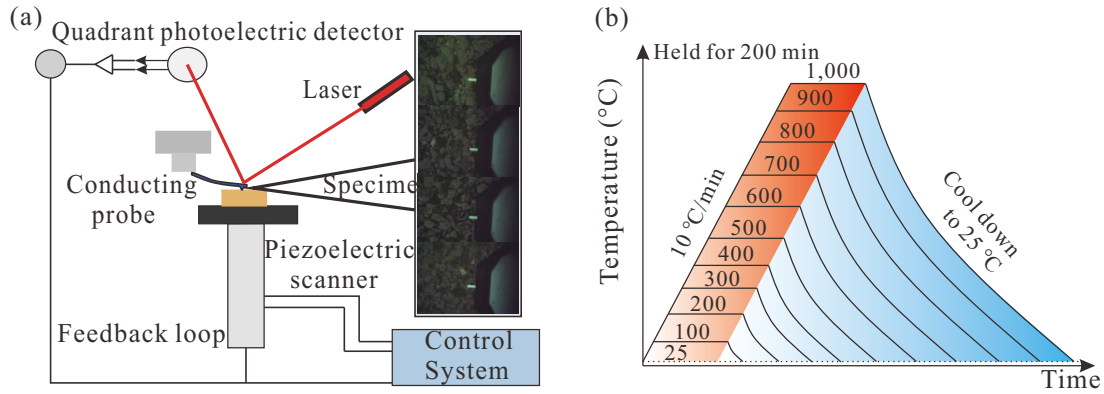 (a)
Quadrant photoelectric detector
Laser
Conducting
probe
Specime
Piezoelectric
scanner
Feedback loop
Control
System
(b)
Held for 200 min
1,000
900
800
700
600
500
400
300
200
100
25
10 °C/min
Cool down
to 25 °C
Temperature (°C)
Time